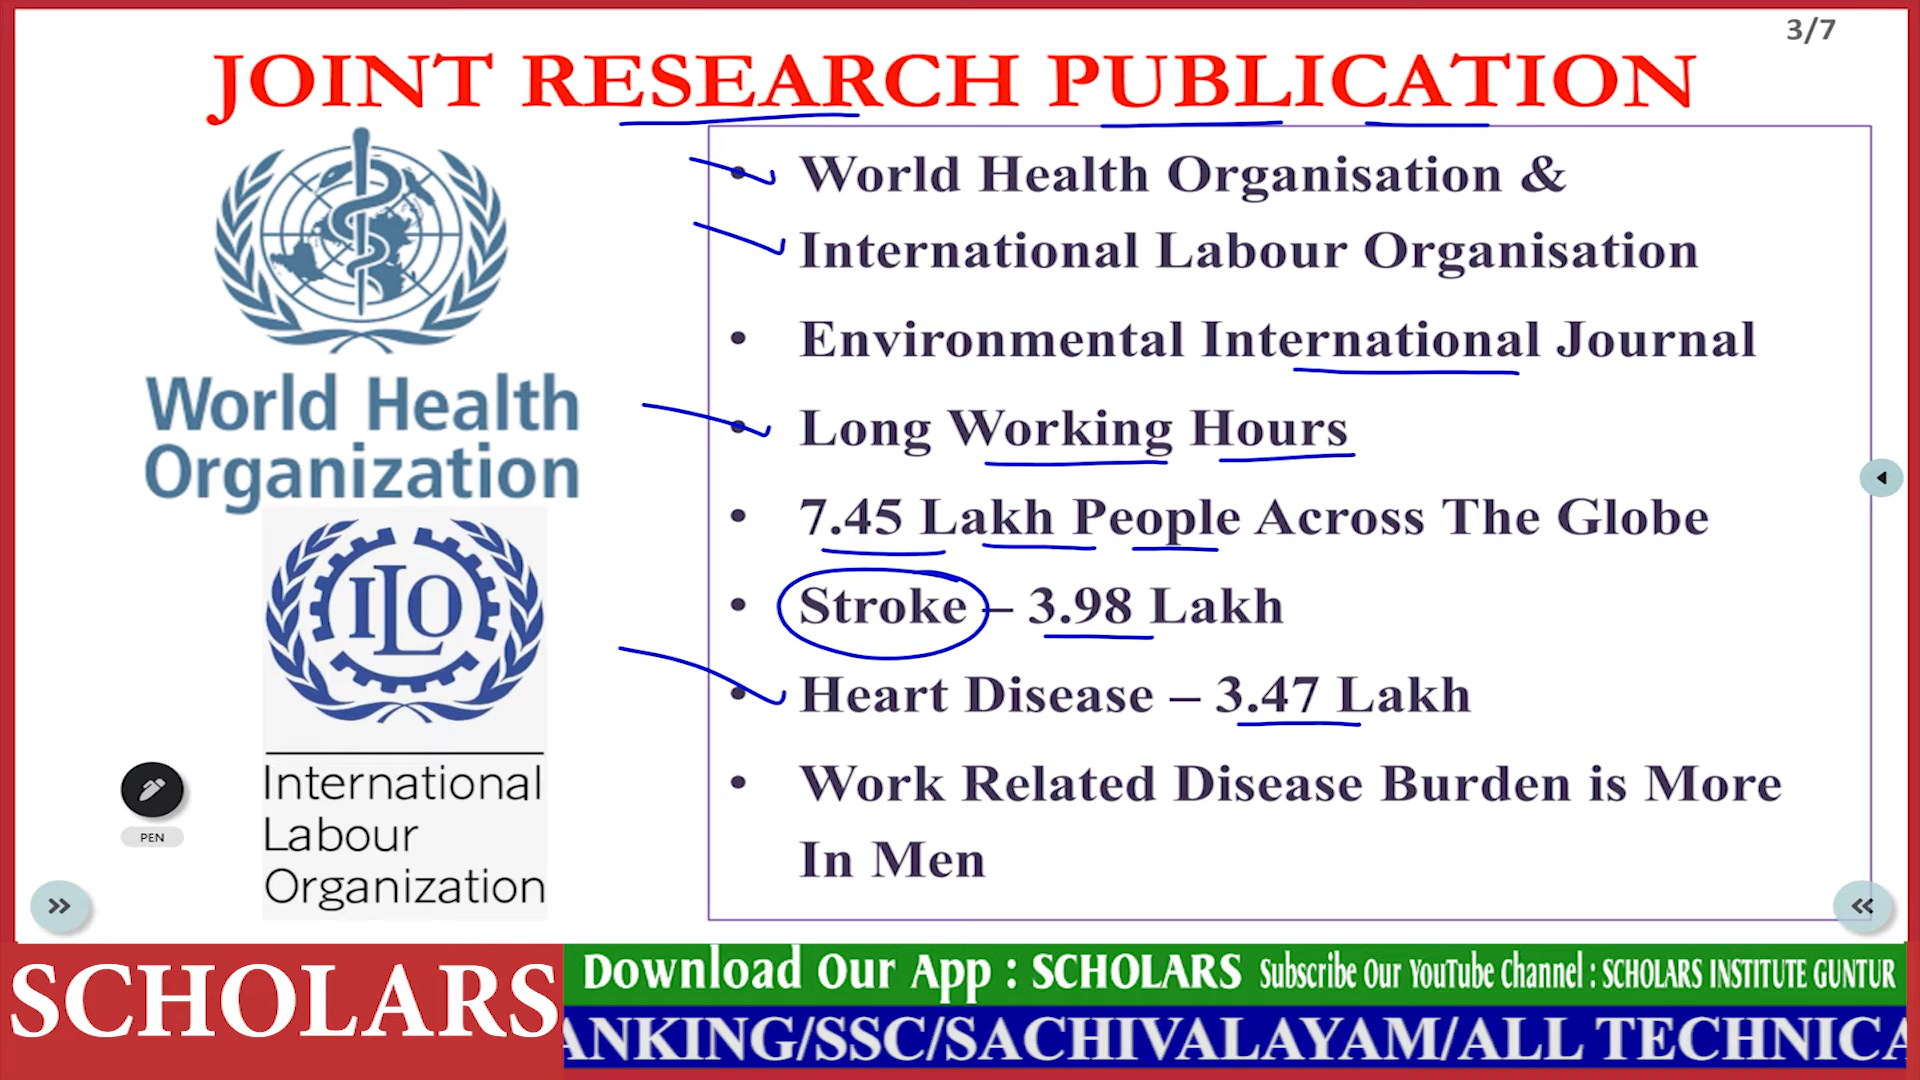 3/7
JOINT RESEARCH PUBLICATION
World Health
Organization
ILO
International
Labour
Organization
• World Health Organisation &
International Labour Organisation
• Environmental International Journal
• Long Working Hours
• 7.45 Lakh People Across The Globe
• Stroke – 3.98 Lakh
• Heart Disease – 3.47 Lakh
• Work Related Disease Burden is More
In Men
PEN
SCHOLARS
Download Our App : SCHOLARS Subscribe Our YouTube Channel : SCHOLARS INSTITUTE GUNTUR
ANKING/SSC/SACHIVALAYAM/ALL TECHNICA